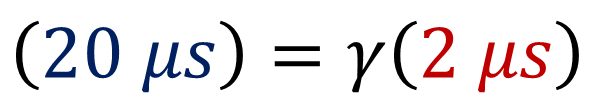 (20 μs) = γ(2 μs)